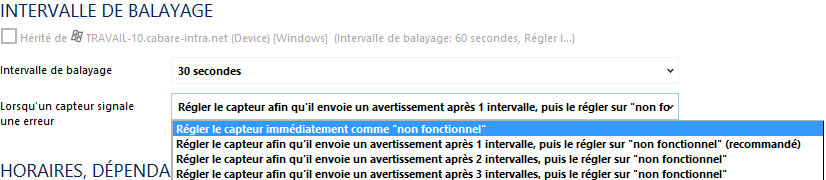 INTERVALLE DE BALAYAGE
Hérité de TRAVAIL-10.cabare-intra.net (Device) [Windows] (Intervalle de balayage: 60 secondes, Régler l...)
Intervalle de balayage 30 secondes
Lorsqu'un capteur signale une erreur Régler le capteur afin qu'il envoie un avertissement après 1 intervalle, puis le régler sur "non fo
Régler le capteur immédiatement comme "non fonctionnel"
Régler le capteur afin qu'il envoie un avertissement après 1 intervalle, puis le régler sur "non fonctionnel" (recommandé)
Régler le capteur afin qu'il envoie un avertissement après 2 intervalles, puis le régler sur "non fonctionnel"
Régler le capteur afin qu'il envoie un avertissement après 3 intervalles, puis le régler sur "non fonctionnel"
HORAIRES, DÉPENDA